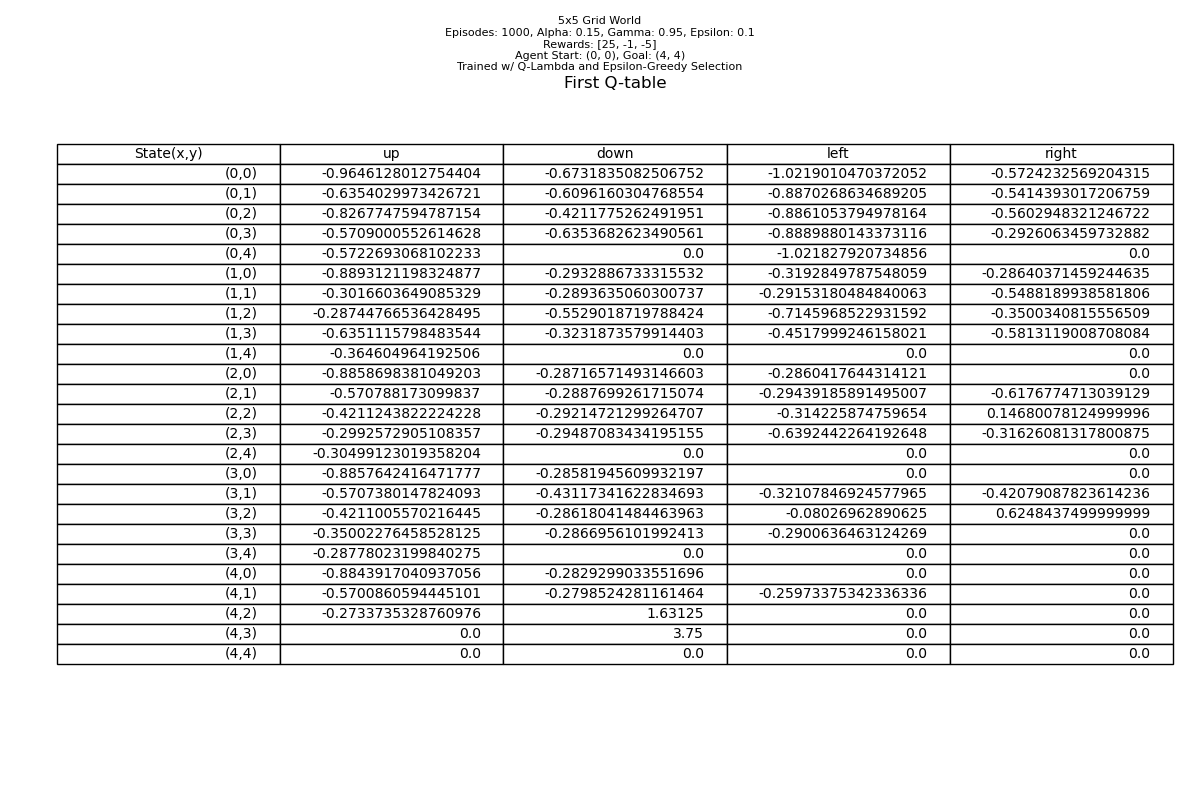 5x5 Grid World
Episodes: 1000, Alpha: 0.15, Gamma: 0.95, Epsilon: 0.1
Rewards: [25, -1, -5]
Agent Start: (0, 0), Goal: (4, 4)
Trained w/ Q-Lambda and Epsilon-Greedy Selection
First Q-table
State(x,y) up down left right
(0,0) -0.9646128012754404 -0.6731835082506752 -1.0219010470372052 -0.5724232569204315
(0,1) -0.6354029973426721 -0.6096160304768554 -0.8870268634689205 -0.5414393017206759
(0,2) -0.8267747594787154 -0.4211775262491951 -0.8861053794978164 -0.5602948321246722
(0,3) -0.5709000552614628 -0.6353682623490561 -0.8889880143373116 -0.2926063459732882
(0,4) -0.5722693068102233 0.0 -1.021827920734856 0.0
(1,0) -0.8893121198324877 -0.2932886733315532 -0.3192849787548059 -0.28640371459244635
(1,1) -0.3016603649085329 -0.2893635060300737 -0.29153180484840063 -0.5488189938581806
(1,2) -0.28744766536428495 -0.5529018719788424 -0.7145968522931592 -0.3500340815556509
(1,3) -0.6351115798483544 -0.3231873579914403 -0.4517999246158021 -0.5813119008708084
(1,4) -0.364604964192506 0.0 0.0 0.0
(2,0) -0.8858698381049203 -0.28716571493146603 -0.2860417644314121 0.0
(2,1) -0.570788173099837 -0.2887699261715074 -0.29439185891495007 -0.6176774713039129
(2,2) -0.4211243822224228 -0.29214721299264707 -0.314225874759654 0.14680078124999996
(2,3) -0.2992572905108357 -0.29487083434195155 -0.6392442264192648 -0.31626081317800875
(2,4) -0.30499123019358204 0.0 0.0 0.0
(3,0) -0.8857642416471777 -0.28581945609932197 0.0 0.0
(3,1) -0.5707380147824093 -0.43117341622834693 -0.32107846924577965 -0.42079087823614236
(3,2) -0.4211005570216445 -0.28618041484463963 -0.08026962890625 0.6248437499999999
(3,3) -0.35002276458528125 -0.2866956101992413 -0.2900636463124269 0.0
(3,4) -0.28778023199840275 0.0 0.0 0.0
(4,0) -0.8843917040937056 -0.2829299033551696 0.0 0.0
(4,1) -0.5700860594445101 -0.2798524281161464 -0.25973375342336336 0.0
(4,2) -0.2733735328760976 1.63125 0.0 0.0
(4,3) 0.0 3.75 0.0 0.0
(4,4) 0.0 0.0 0.0 0.0